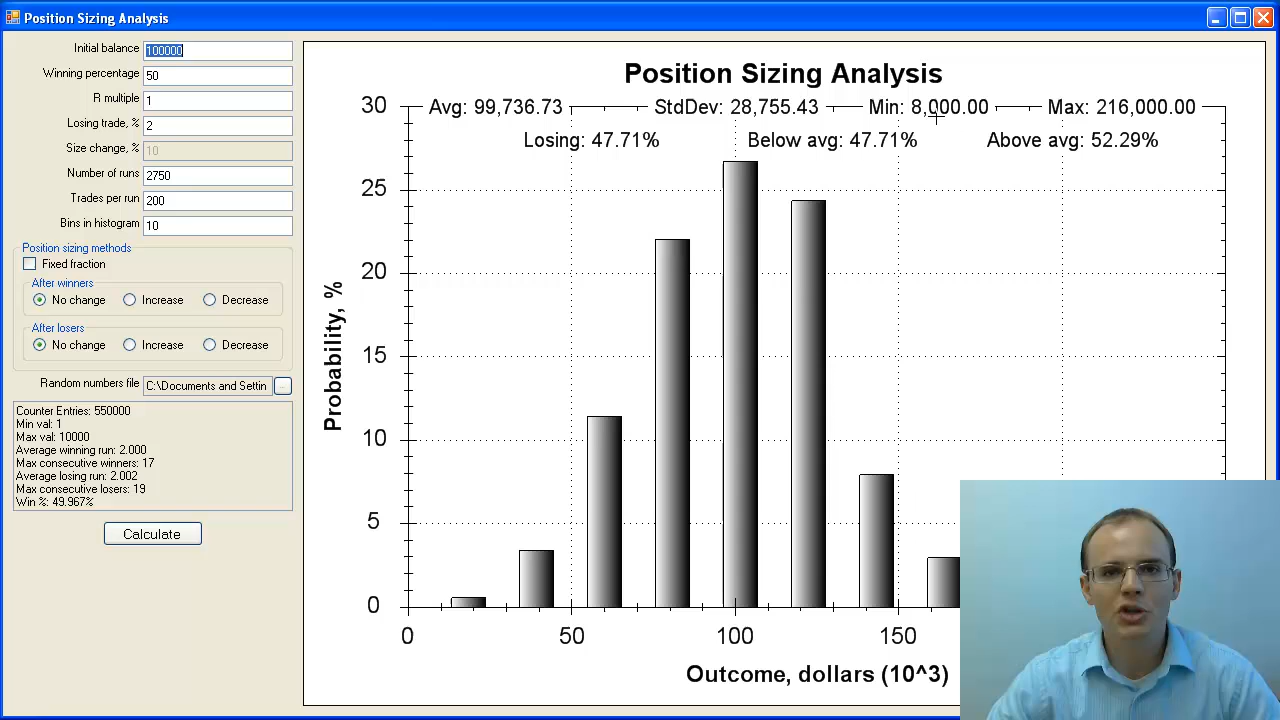 Position Sizing Analysis
Initial balance 100000
Winning percentage 50
R multiple 1
Losing trade, % 2
Size change, % 10
Number of runs 2750
Trades per run 200
Bins in histogram 10
Position sizing methods
Fixed fraction
After winners
No change Increase Decrease
After losers
No change Increase Decrease
Random numbers file C:\Documents and Settin ...
Counter Entries: 550000
Min val: 1
Max val: 10000
Average winning run: 2.000
Max consecutive winners: 17
Average losing run: 2.002
Max consecutive losers: 19
Win %: 49.967%
Calculate
Position Sizing Analysis
Avg: 99,736.73 StdDev: 28,755.43 Min: 8,000.00 Max: 216,000.00
Losing: 47.71% Below avg: 47.71% Above avg: 52.29%
Probability, %
30
25
20
15
10
5
0
0 50 100 150
Outcome, dollars (10^3)